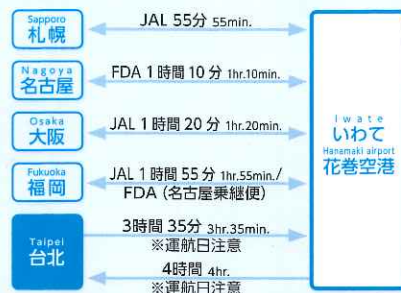 Sapporo
札幌
JAL 55分 55min.
Nagoya
名古屋
FDA 1時間10分 1hr.10min.
Osaka
大阪
JAL 1時間20分 1hr.20min.
Fukuoka
福岡
JAL 1時間55分 1hr.55min./
FDA (名古屋乗継便)
Taipei
台北
3時間35分 3hr.35min.
※運航日注意
4時間 4hr.
※運航日注意
Iwate
いわて
Hanamaki airport
花巻空港